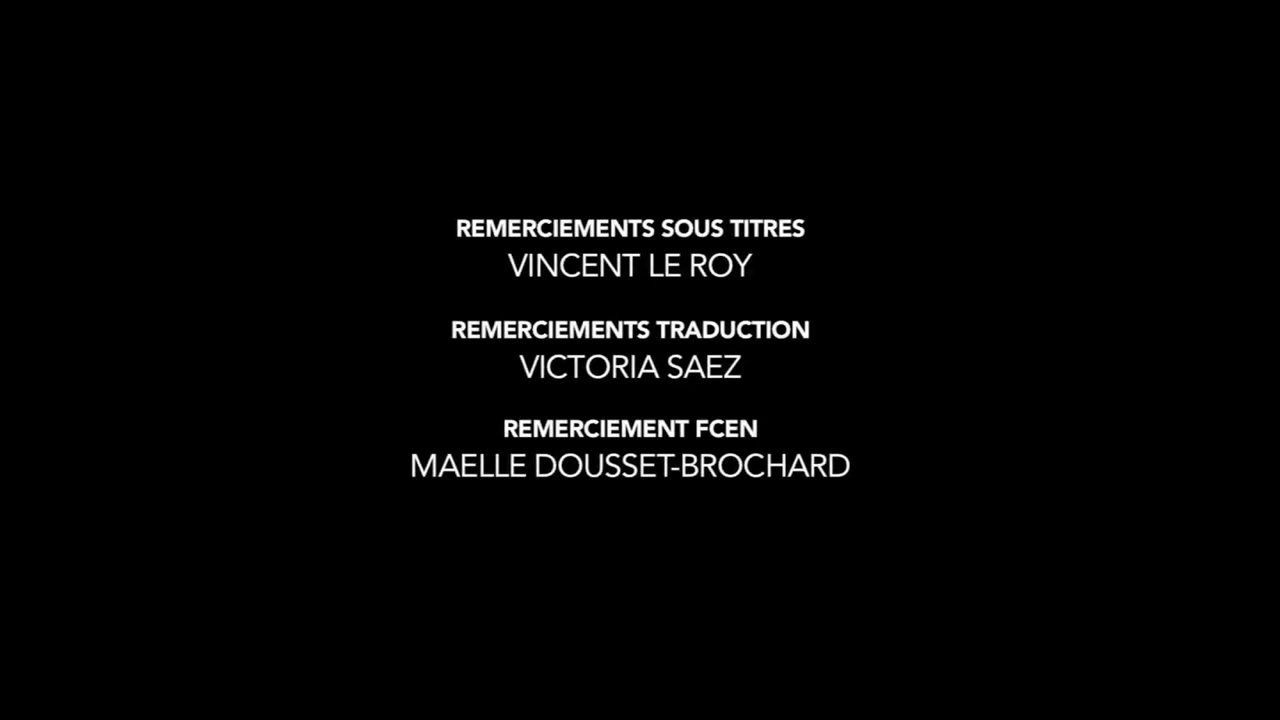 REMERCIEMENTS SOUS TITRES
VINCENT LE ROY
REMERCIEMENTS TRADUCTION
VICTORIA SAEZ
REMERCIEMENT FCEN
MAELLE DOUSSET-BROCHARD